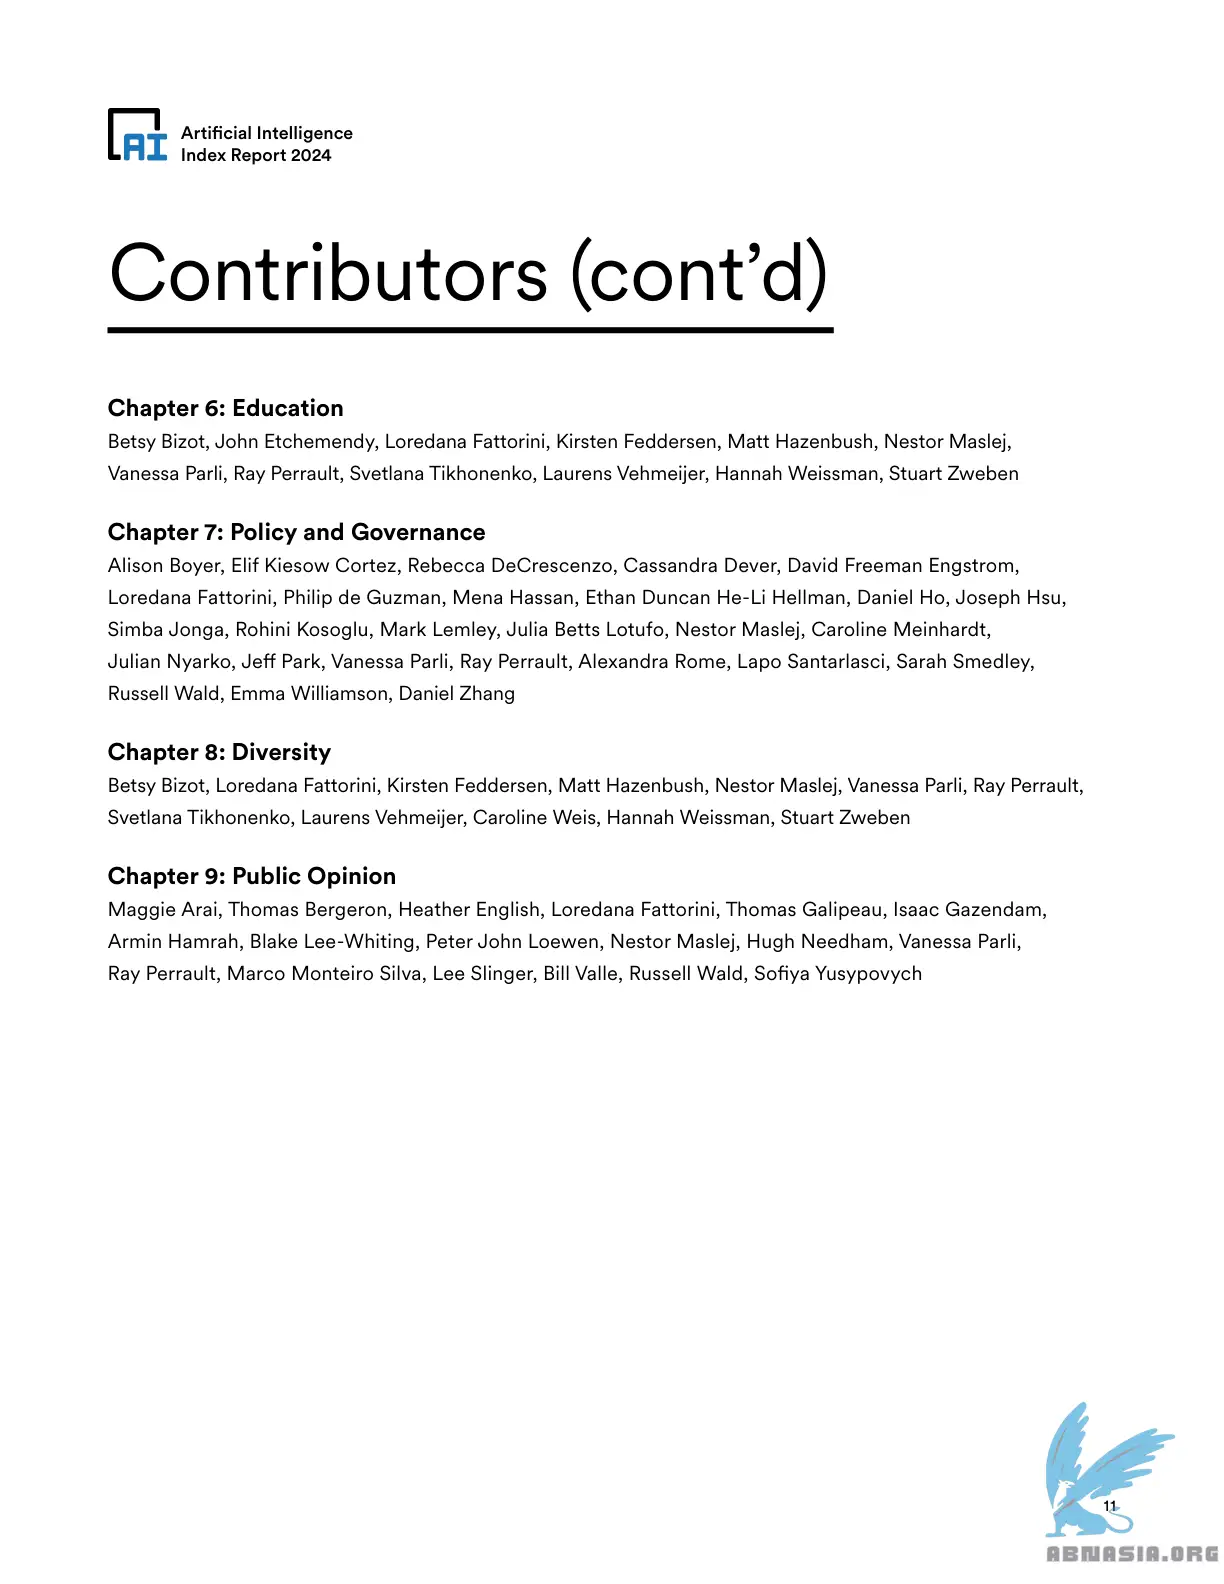 AI
Artificial Intelligence
Index Report 2024
Contributors (cont’d)
Chapter 6: Education
Betsy Bizot, John Etchemendy, Loredana Fattorini, Kirsten Feddersen, Matt Hazenbush, Nestor Maslej,
Vanessa Parli, Ray Perrault, Svetlana Tikhonenko, Laurens Vehmeijer, Hannah Weissman, Stuart Zweben
Chapter 7: Policy and Governance
Alison Boyer, Elif Kiesow Cortez, Rebecca DeCrescenzo, Cassandra Dever, David Freeman Engstrom,
Loredana Fattorini, Philip de Guzman, Mena Hassan, Ethan Duncan He-Li Hellman, Daniel Ho, Joseph Hsu,
Simba Jonga, Rohini Kosoglu, Mark Lemley, Julia Betts Lotufo, Nestor Maslej, Caroline Meinhardt,
Julian Nyarko, Jeff Park, Vanessa Parli, Ray Perrault, Alexandra Rome, Lapo Santarlasci, Sarah Smedley,
Russell Wald, Emma Williamson, Daniel Zhang
Chapter 8: Diversity
Betsy Bizot, Loredana Fattorini, Kirsten Feddersen, Matt Hazenbush, Nestor Maslej, Vanessa Parli, Ray Perrault,
Svetlana Tikhonenko, Laurens Vehmeijer, Caroline Weis, Hannah Weissman, Stuart Zweben
Chapter 9: Public Opinion
Maggie Arai, Thomas Bergeron, Heather English, Loredana Fattorini, Thomas Galipeau, Isaac Gazendam,
Armin Hamrah, Blake Lee-Whiting, Peter John Loewen, Nestor Maslej, Hugh Needham, Vanessa Parli,
Ray Perrault, Marco Monteiro Silva, Lee Slinger, Bill Valle, Russell Wald, Sofiya Yusypovych
11
ABNASIA.ORG